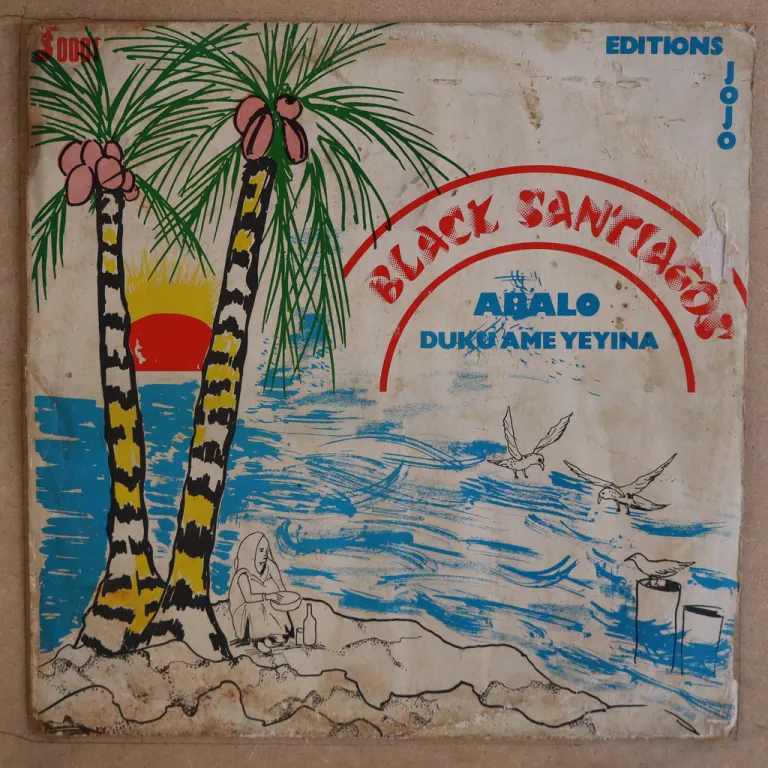 EDITIONS
JOJO
BLACK SANTIAGOS
ABALO
DUKU AME YEYINA